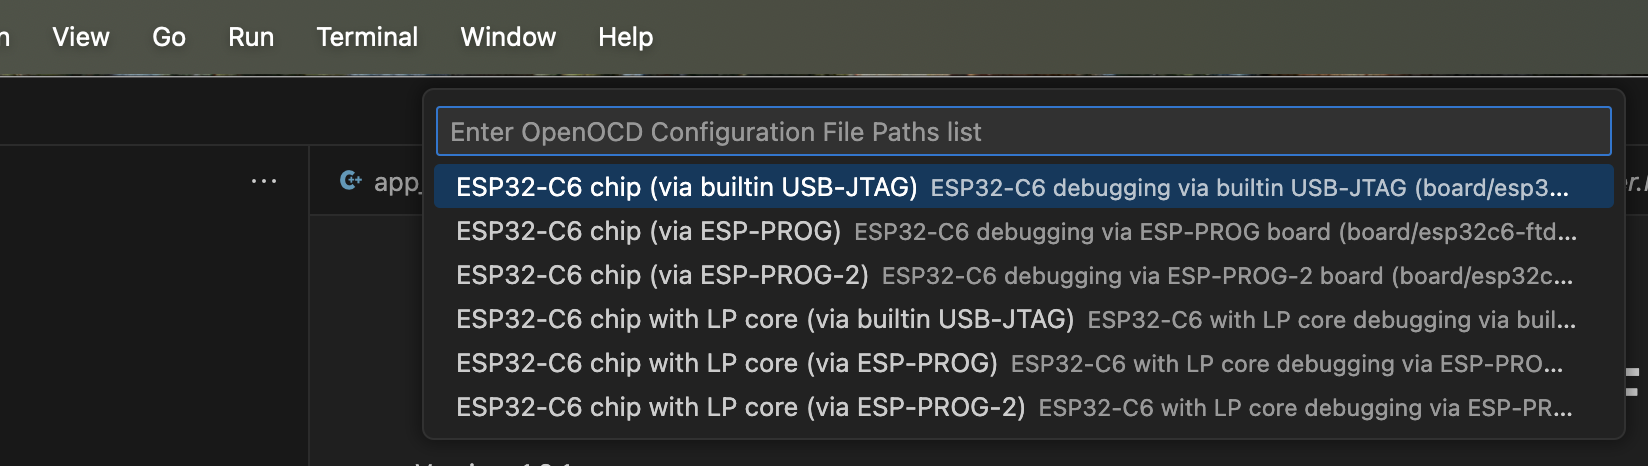 View Go Run Terminal Window Help
Enter OpenOCD Configuration File Paths list
app_
ESP32-C6 chip (via builtin USB-JTAG) ESP32-C6 debugging via builtin USB-JTAG (board/esp3...
ESP32-C6 chip (via ESP-PROG) ESP32-C6 debugging via ESP-PROG board (board/esp32c6-ftd...
ESP32-C6 chip (via ESP-PROG-2) ESP32-C6 debugging via ESP-PROG-2 board (board/esp32c...
ESP32-C6 chip with LP core (via builtin USB-JTAG) ESP32-C6 with LP core debugging via buil...
ESP32-C6 chip with LP core (via ESP-PROG) ESP32-C6 with LP core debugging via ESP-PRO...
ESP32-C6 chip with LP core (via ESP-PROG-2) ESP32-C6 with LP core debugging via ESP-PR...